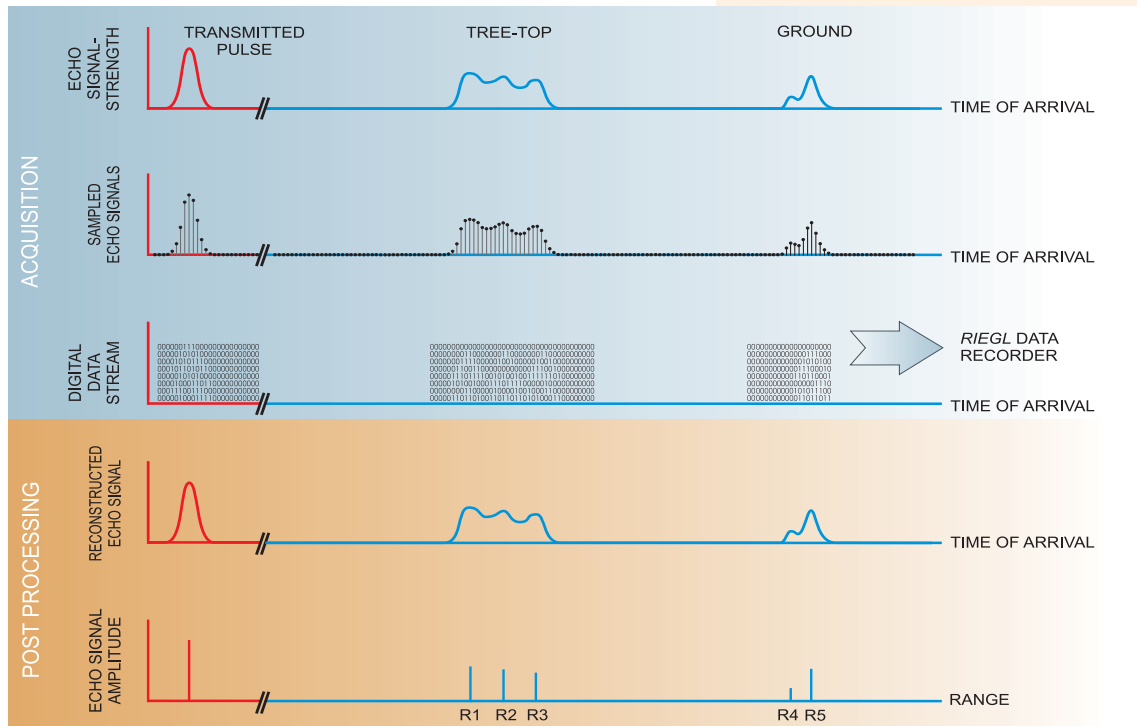 TRANSMITTED
PULSE
TREE-TOP
GROUND
ECHO
SIGNAL-
STRENGTH
TIME OF ARRIVAL
ACQUISITION
SAMPLED
ECHO SIGNALS
TIME OF ARRIVAL
DIGITAL
DATA
STREAM
RIEGL DATA
RECORDER
TIME OF ARRIVAL
POST PROCESSING
RECONSTRUCTED
ECHO SIGNAL
TIME OF ARRIVAL
ECHO SIGNAL
AMPLITUDE
RANGE
R1 R2 R3 R4 R5